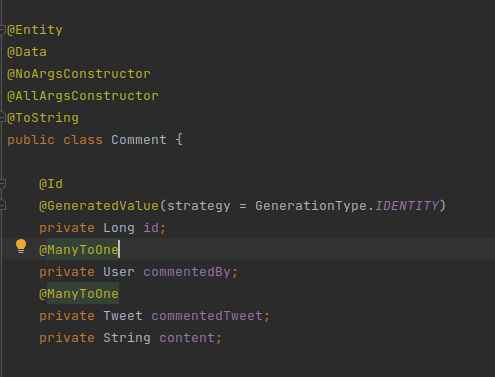 @Entity
@Data
@NoArgsConstructor
@AllArgsConstructor
@ToString
public class Comment {
@Id
@GeneratedValue(strategy = GenerationType.IDENTITY)
private Long id;
@ManyToOne
private User commentedBy;
@ManyToOne
private Tweet commentedTweet;
private String content;